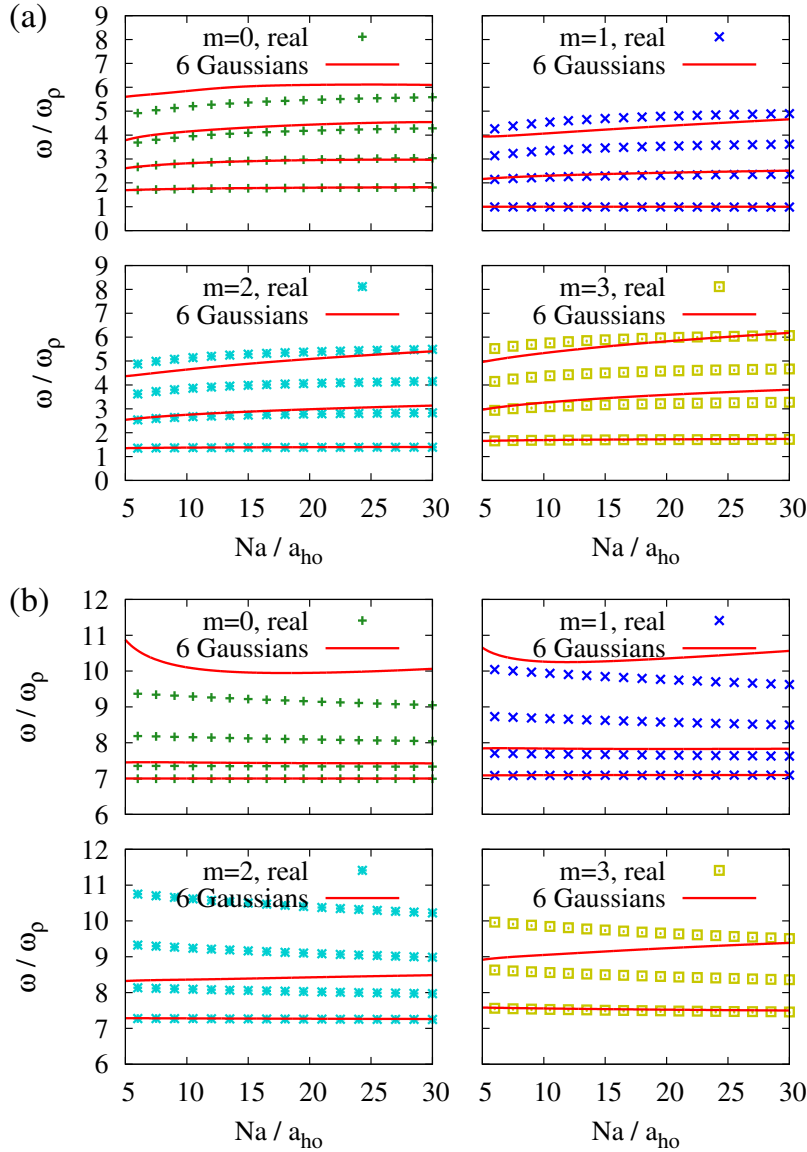 (a)
9
8
7
6
5
4
3
2
1
0
ω / ωρ
m=0, real
6 Gaussians
m=1, real
6 Gaussians
9
8
7
6
5
4
3
2
1
0
ω / ωρ
m=2, real
6 Gaussians
m=3, real
6 Gaussians
5 10 15 20 25 30
5 10 15 20 25 30
Na / aho
Na / aho
(b)
12
11
10
9
8
7
6
ω / ωρ
m=0, real
6 Gaussians
m=1, real
6 Gaussians
12
11
10
9
8
7
6
ω / ωρ
m=2, real
6 Gaussians
m=3, real
6 Gaussians
5 10 15 20 25 30
5 10 15 20 25 30
Na / aho
Na / aho